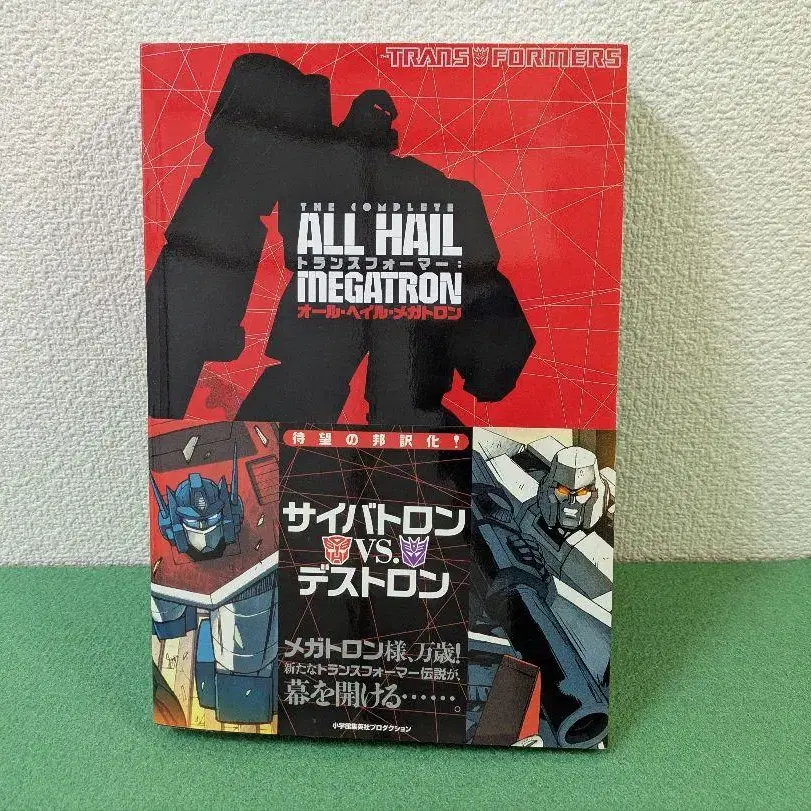 TRANSFORMERS
THE COMPLETE
ALL HAIL
トランスフォーマー:
MEGATRON
オール・ヘイル・メガトロン
待望の邦訳化!
サイバトロン
VS.
デストロン
メガトロン様、万歳!
新たなトランスフォーマー伝説が、
幕を開ける……。
小学館集英社プロダクション